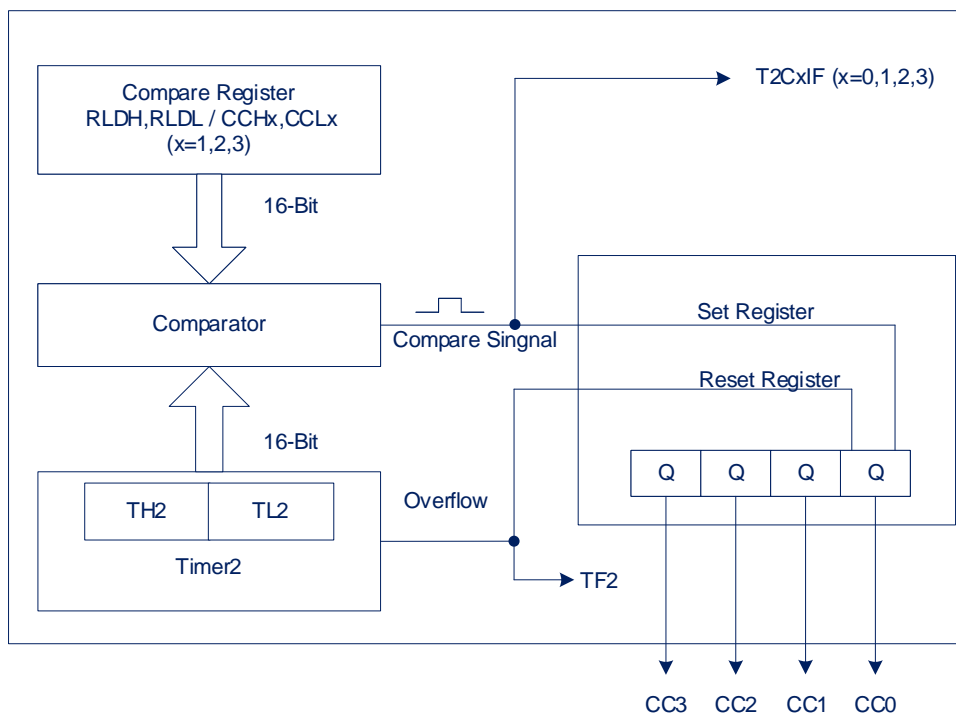 Compare Register
RLDH,RLDL / CCHx,CCLx
(x=1,2,3)
T2CxIF (x=0,1,2,3)
16-Bit
Comparator
Compare Singnal
Set Register
Reset Register
16-Bit
Q Q Q Q
TH2 TL2
Timer2
Overflow
TF2
CC3 CC2 CC1 CC0